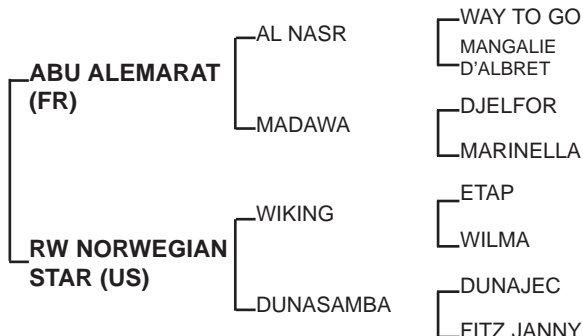 WAY TO GO
AL NASR
MANGALIE
D'ALBRET
ABU ALEMARAT
(FR)
DJELFOR
MADAWA
MARINELLA
ETAP
WIKING
WILMA
RW NORWEGIAN
STAR (US)
DUNAJEC
DUNASAMBA
FITZ JANNY